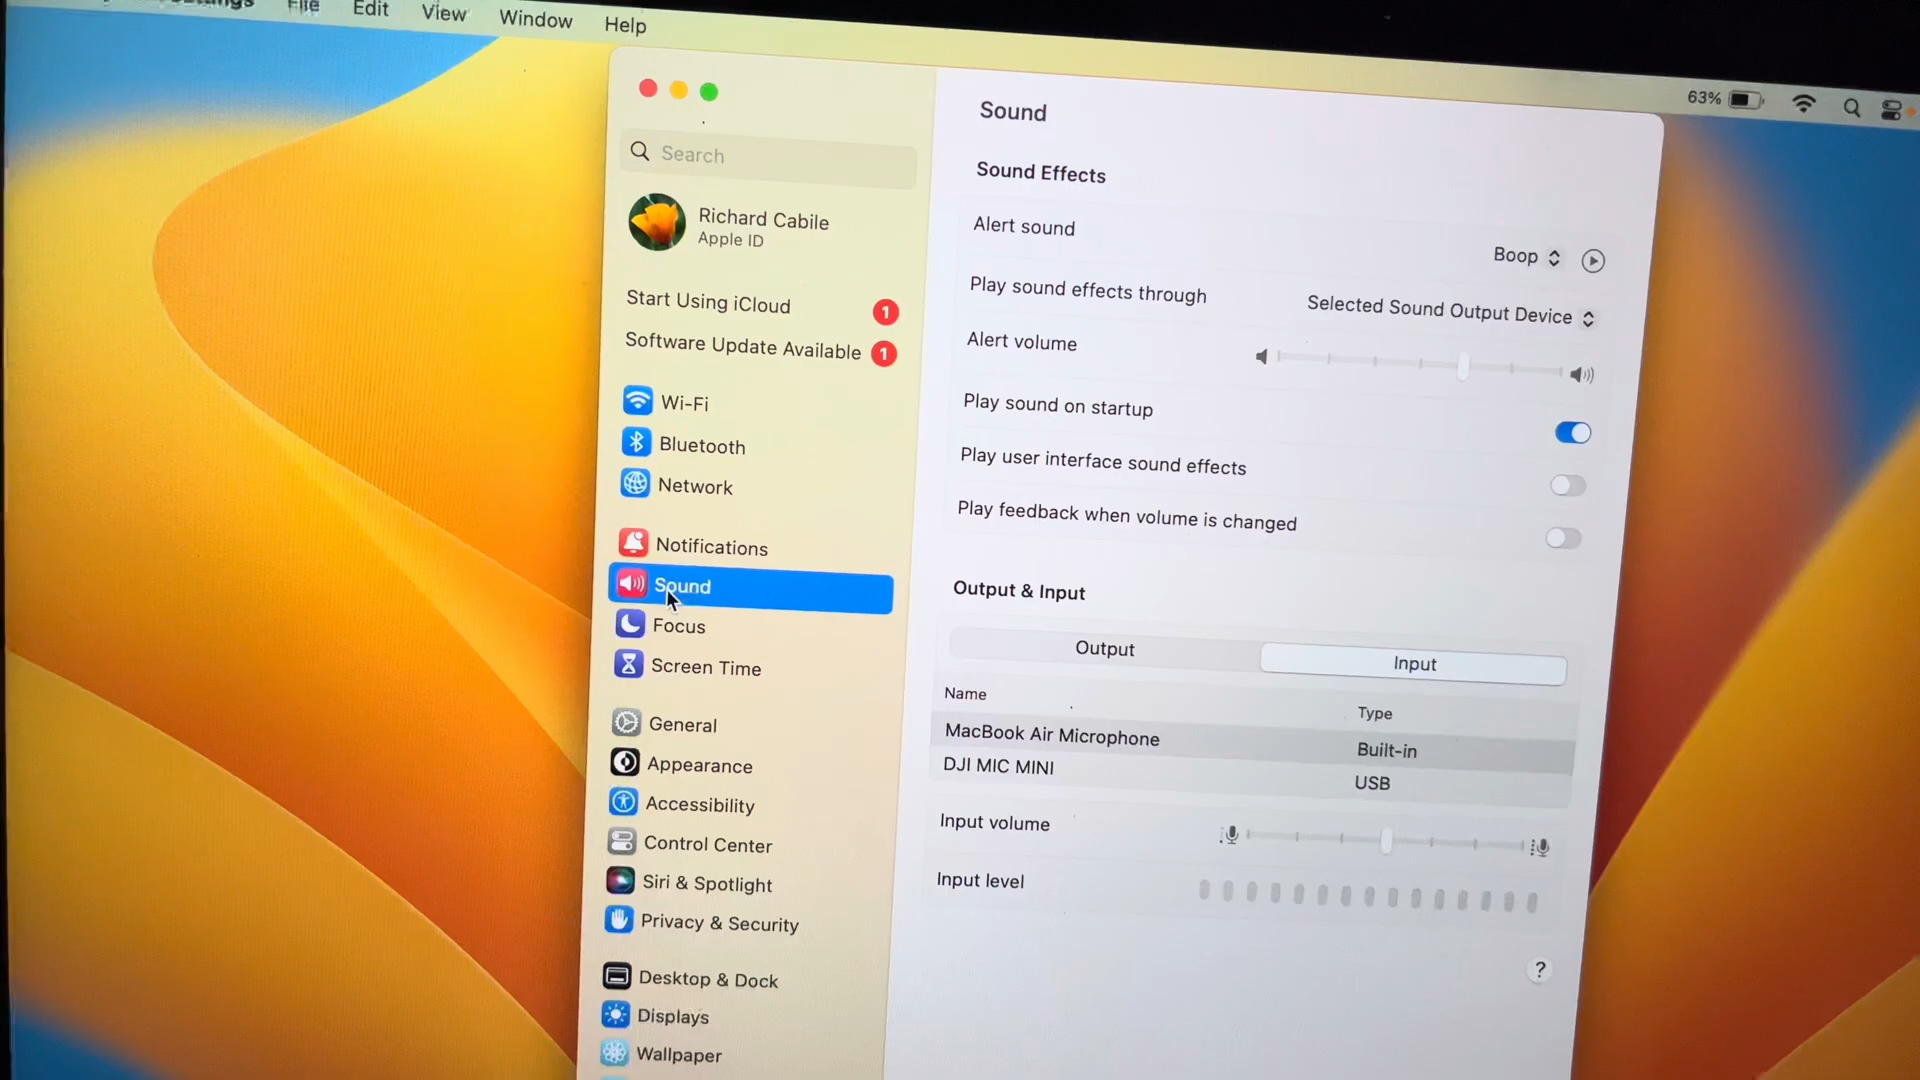 File Edit View Window Help
63%
Search
Richard Cabile
Apple ID
Start Using iCloud 1
Software Update Available 1
Wi-Fi
Bluetooth
Network
Notifications
Sound
Focus
Screen Time
General
Appearance
Accessibility
Control Center
Siri & Spotlight
Privacy & Security
Desktop & Dock
Displays
Wallpaper
Sound
Sound Effects
Alert sound Boop
Play sound effects through Selected Sound Output Device
Alert volume
Play sound on startup
Play user interface sound effects
Play feedback when volume is changed
Output & Input
Output Input
Name Type
MacBook Air Microphone Built-in
DJI MIC MINI USB
Input volume
Input level
?